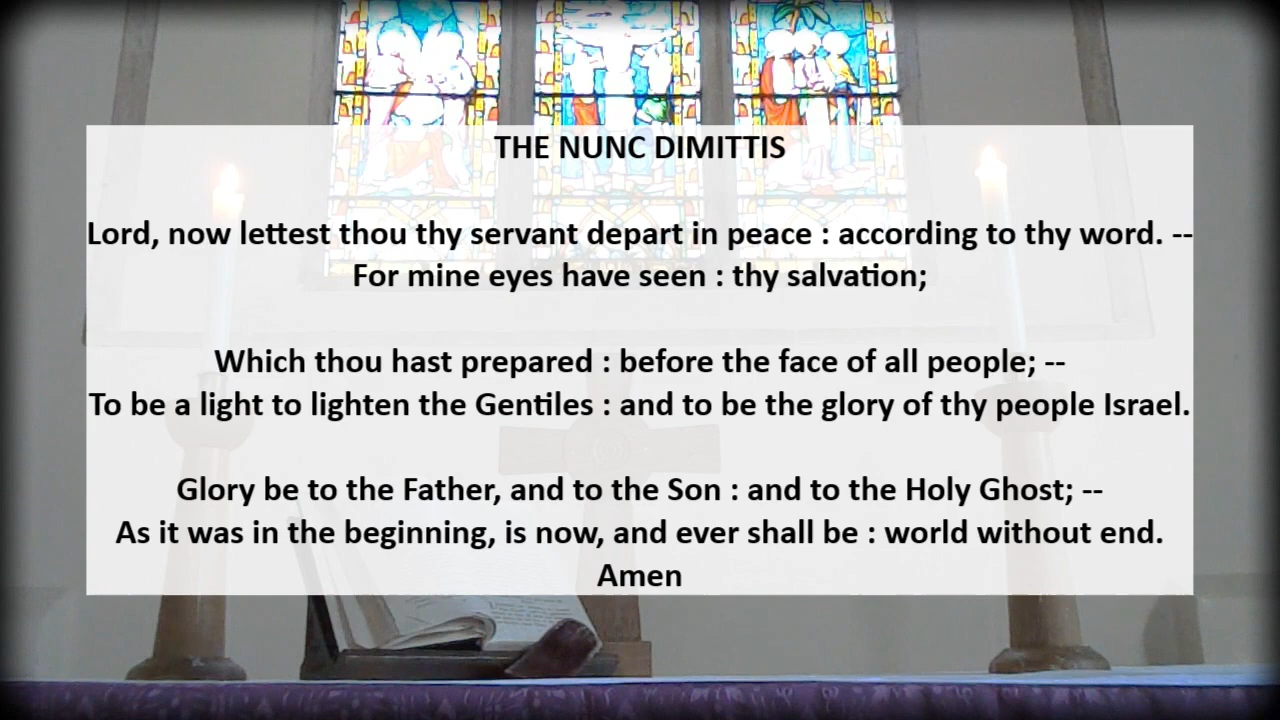 THE NUNC DIMITTIS
Lord, now lettest thou thy servant depart in peace : according to thy word. --
For mine eyes have seen : thy salvation;
Which thou hast prepared : before the face of all people; --
To be a light to lighten the Gentiles : and to be the glory of thy people Israel.
Glory be to the Father, and to the Son : and to the Holy Ghost; --
As it was in the beginning, is now, and ever shall be : world without end.
Amen